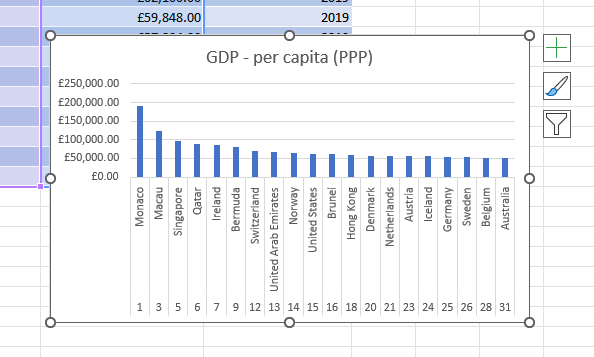 £59,848.00 2019
GDP - per capita (PPP)
£250,000.00
£200,000.00
£150,000.00
£100,000.00
£50,000.00
£0.00
Monaco
Macau
Singapore
Qatar
Ireland
Bermuda
Switzerland
United Arab Emirates
Norway
United States
Brunei
Hong Kong
Denmark
Netherlands
Austria
Iceland
Germany
Sweden
Belgium
Australia
1 3 5 6 7 9 12 13 14 15 16 18 20 21 23 24 25 26 28 31